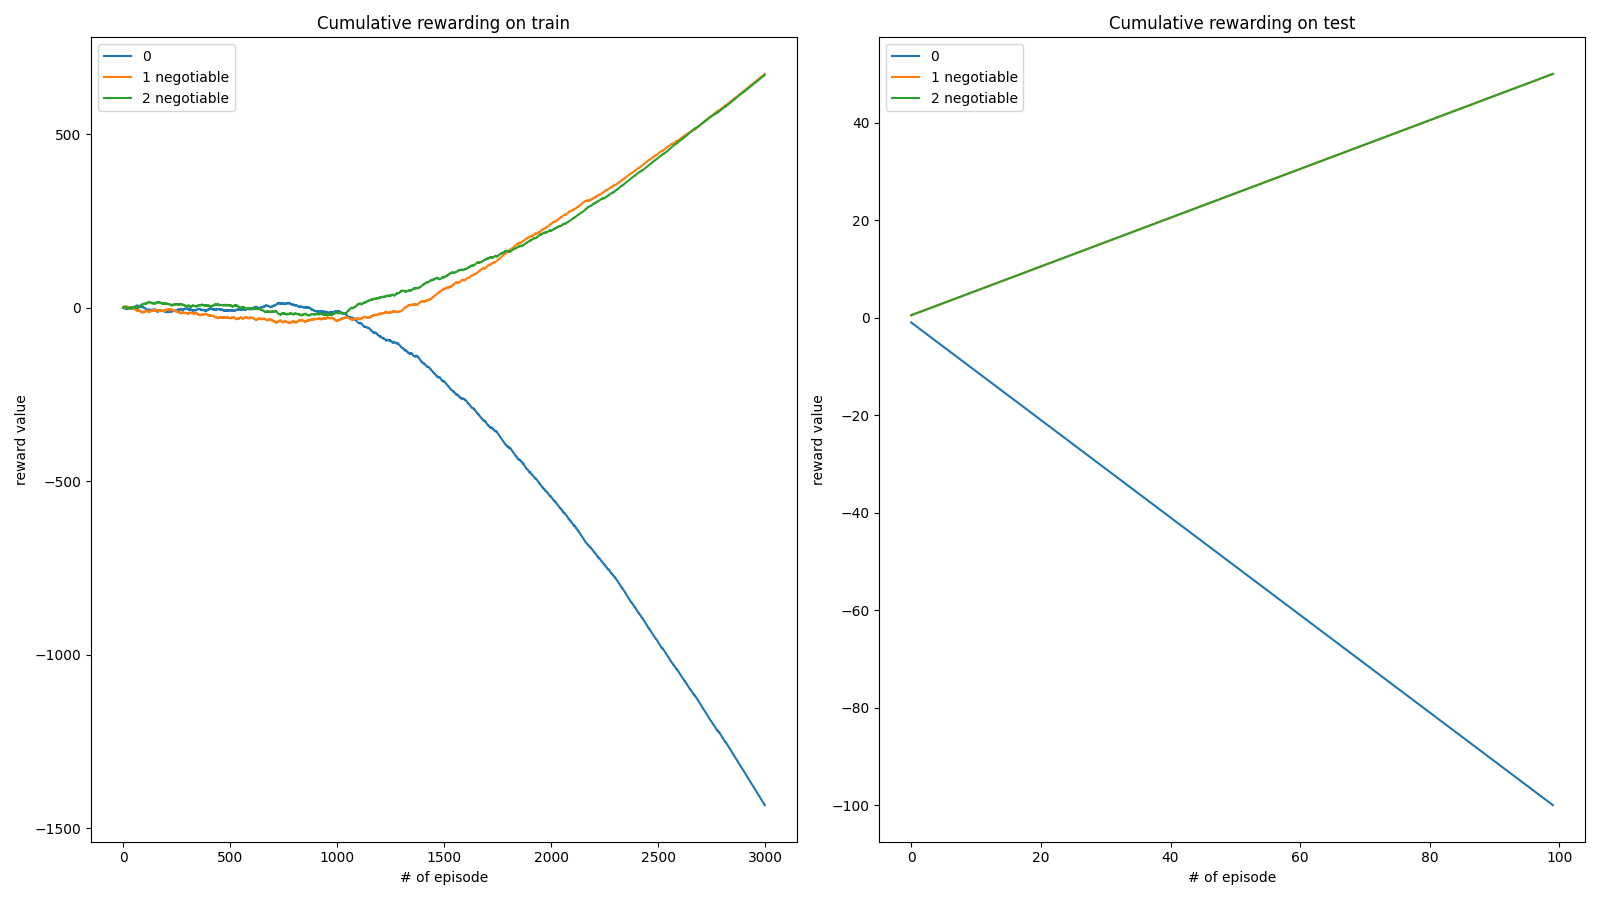 Cumulative rewarding on train
0
1 negotiable
2 negotiable
500
0
−500
−1000
−1500
reward value
0
500
1000
1500
2000
2500
3000
# of episode
Cumulative rewarding on test
0
1 negotiable
2 negotiable
40
20
0
−20
−40
−60
−80
−100
reward value
0
20
40
60
80
100
# of episode